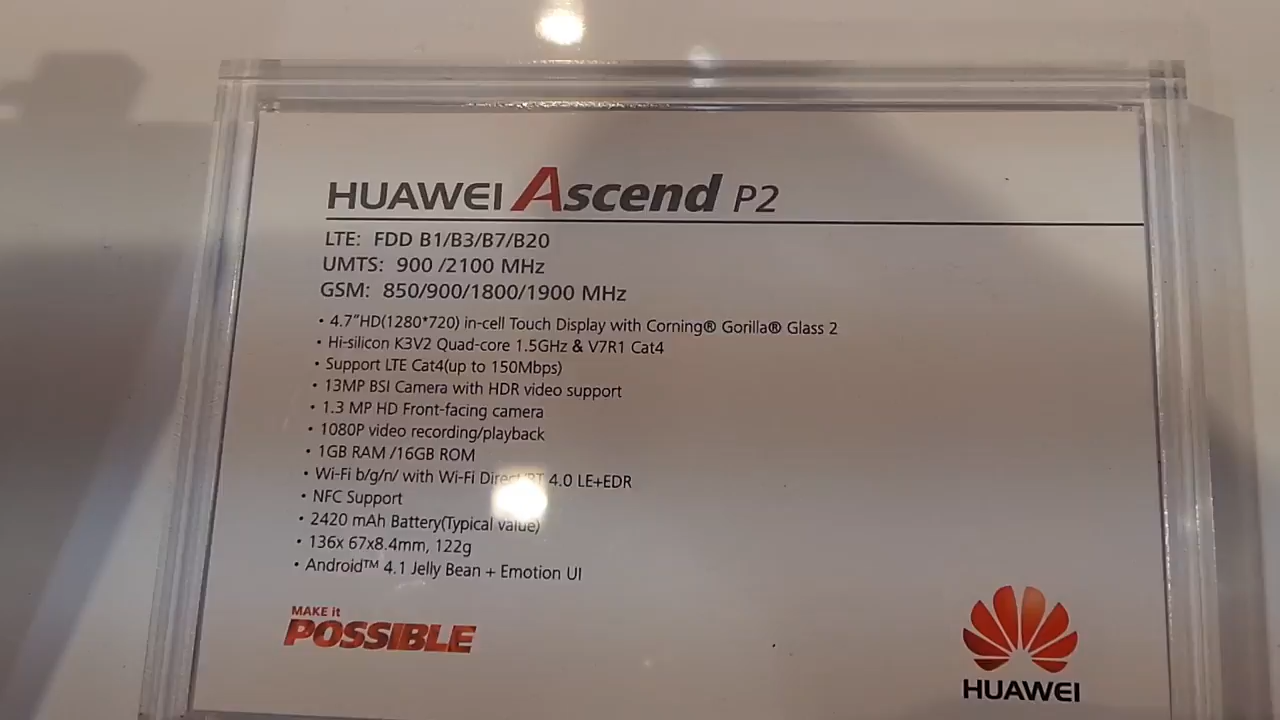 HUAWEI Ascend P2
LTE: FDD B1/B3/B7/B20
UMTS: 900 /2100 MHz
GSM: 850/900/1800/1900 MHz
• 4.7"HD(1280*720) in-cell Touch Display with Corning® Gorilla® Glass 2
• Hi-silicon K3V2 Quad-core 1.5GHz & V7R1 Cat4
• Support LTE Cat4(up to 150Mbps)
• 13MP BSI Camera with HDR video support
• 1.3 MP HD Front-facing camera
• 1080P video recording/playback
• 1GB RAM /16GB ROM
• Wi-Fi b/g/n/ with Wi-Fi Direct/BT 4.0 LE+EDR
• NFC Support
• 2420 mAh Battery(Typical value)
• 136x 67x8.4mm, 122g
• Android™ 4.1 Jelly Bean + Emotion UI
MAKE it
POSSIBLE
HUAWEI